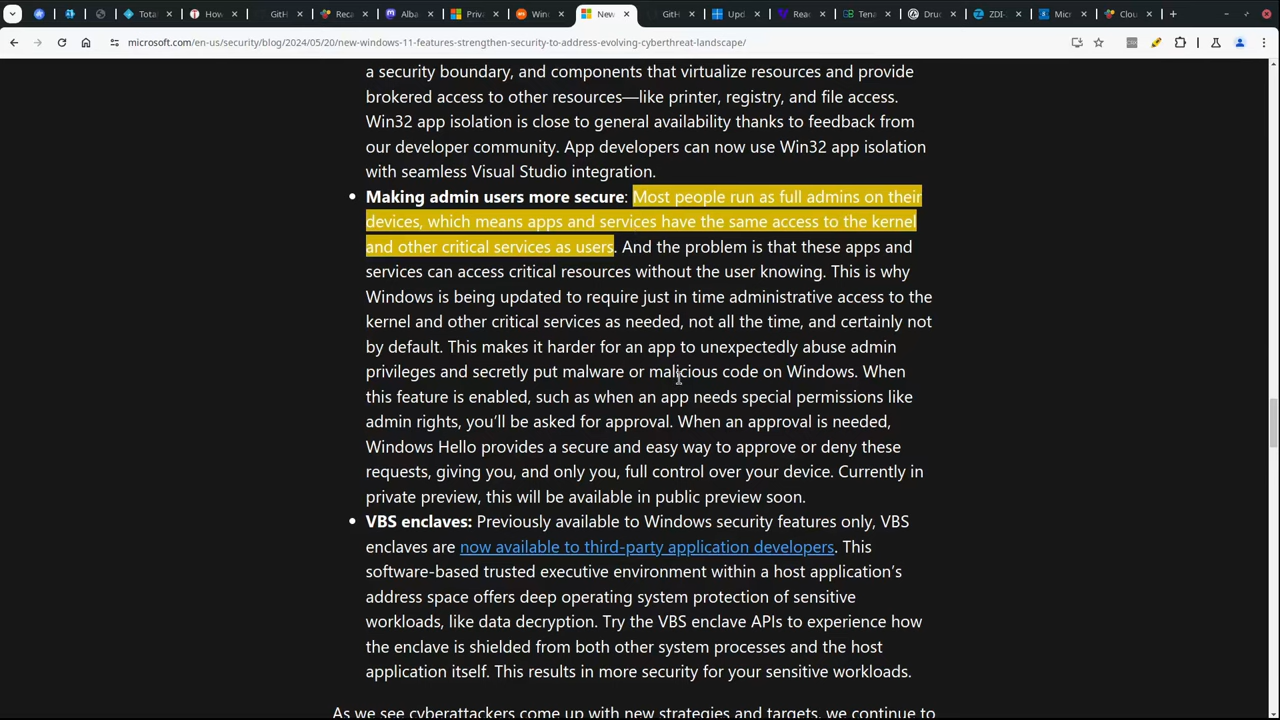 Tota
How
GitH
Reca
Alba
Priva
Wind
New
GitH
Upd
Read
Tena
Drug
ZDI-
Micr
Clou
microsoft.com/en-us/security/blog/2024/05/20/new-windows-11-features-strengthen-security-to-address-evolving-cyberthreat-landscape/
a security boundary, and components that virtualize resources and provide
brokered access to other resources—like printer, registry, and file access.
Win32 app isolation is close to general availability thanks to feedback from
our developer community. App developers can now use Win32 app isolation
with seamless Visual Studio integration.
• Making admin users more secure: Most people run as full admins on their
devices, which means apps and services have the same access to the kernel
and other critical services as users. And the problem is that these apps and
services can access critical resources without the user knowing. This is why
Windows is being updated to require just in time administrative access to the
kernel and other critical services as needed, not all the time, and certainly not
by default. This makes it harder for an app to unexpectedly abuse admin
privileges and secretly put malware or malicious code on Windows. When
this feature is enabled, such as when an app needs special permissions like
admin rights, you’ll be asked for approval. When an approval is needed,
Windows Hello provides a secure and easy way to approve or deny these
requests, giving you, and only you, full control over your device. Currently in
private preview, this will be available in public preview soon.
• VBS enclaves: Previously available to Windows security features only, VBS
enclaves are now available to third-party application developers. This
software-based trusted executive environment within a host application’s
address space offers deep operating system protection of sensitive
workloads, like data decryption. Try the VBS enclave APIs to experience how
the enclave is shielded from both other system processes and the host
application itself. This results in more security for your sensitive workloads.
As we see cyberattackers come up with new strategies and targets, we continue to